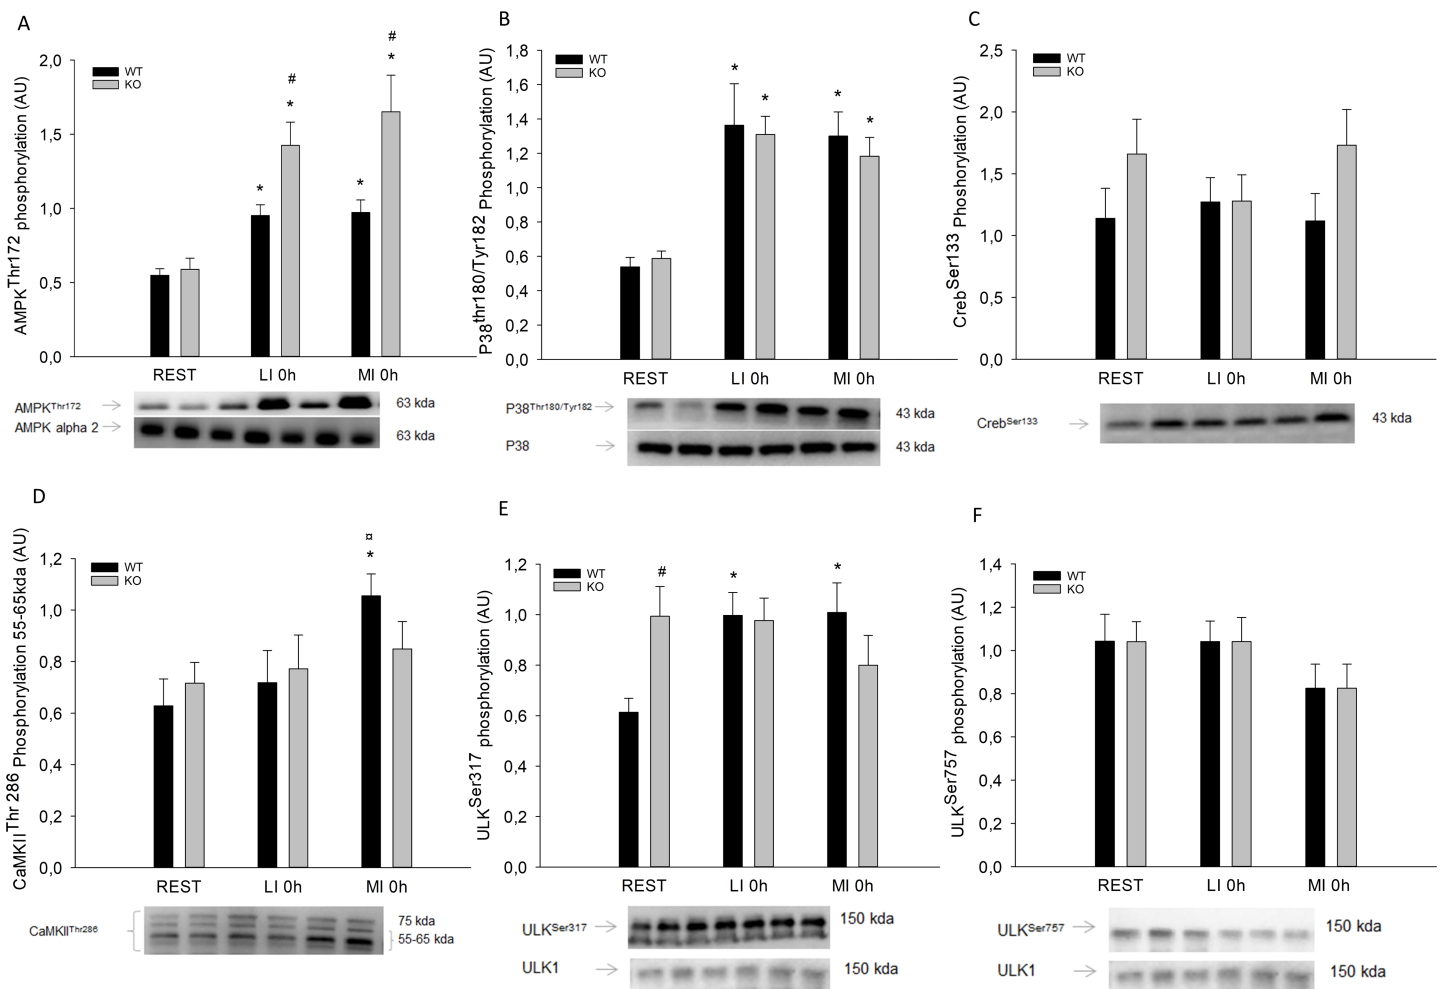 A
AMPKThr172 phosphorylation (AU)
2,0
1,5
1,0
0,5
0,0
WT
KO
*
# *
*
# *
REST LI 0h MI 0h
AMPKThr172 63 kda
AMPK alpha 2 63 kda
B
P38thr180/Tyr182 Phosphorylation (AU)
1,8
1,6
1,4
1,2
1,0
0,8
0,6
0,4
0,2
0,0
WT
KO
* * * *
REST LI 0h MI 0h
P38Thr180/Tyr182 43 kda
P38 43 kda
C
CrebSer133 Phoshorylation (AU)
2,5
2,0
1,5
1,0
0,5
0,0
WT
KO
REST LI 0h MI 0h
CrebSer133 43 kda
D
CaMKIIThr 286 Phosphorylation 55-65kda (AU)
1,2
1,0
0,8
0,6
0,4
0,2
0,0
WT
KO
¤
*
REST LI 0h MI 0h
CaMKIIThr286
75 kda
55-65 kda
E
ULKSer317 phosphorylation (AU)
1,2
1,0
0,8
0,6
0,4
0,2
0,0
WT
KO
# * *
REST LI 0h MI 0h
ULKSer317 150 kda
ULK1 150 kda
F
ULKSer757 phosphorylation (AU)
1,4
1,2
1,0
0,8
0,6
0,4
0,2
0,0
WT
KO
REST LI 0h MI 0h
ULKSer757 150 kda
ULK1 150 kda